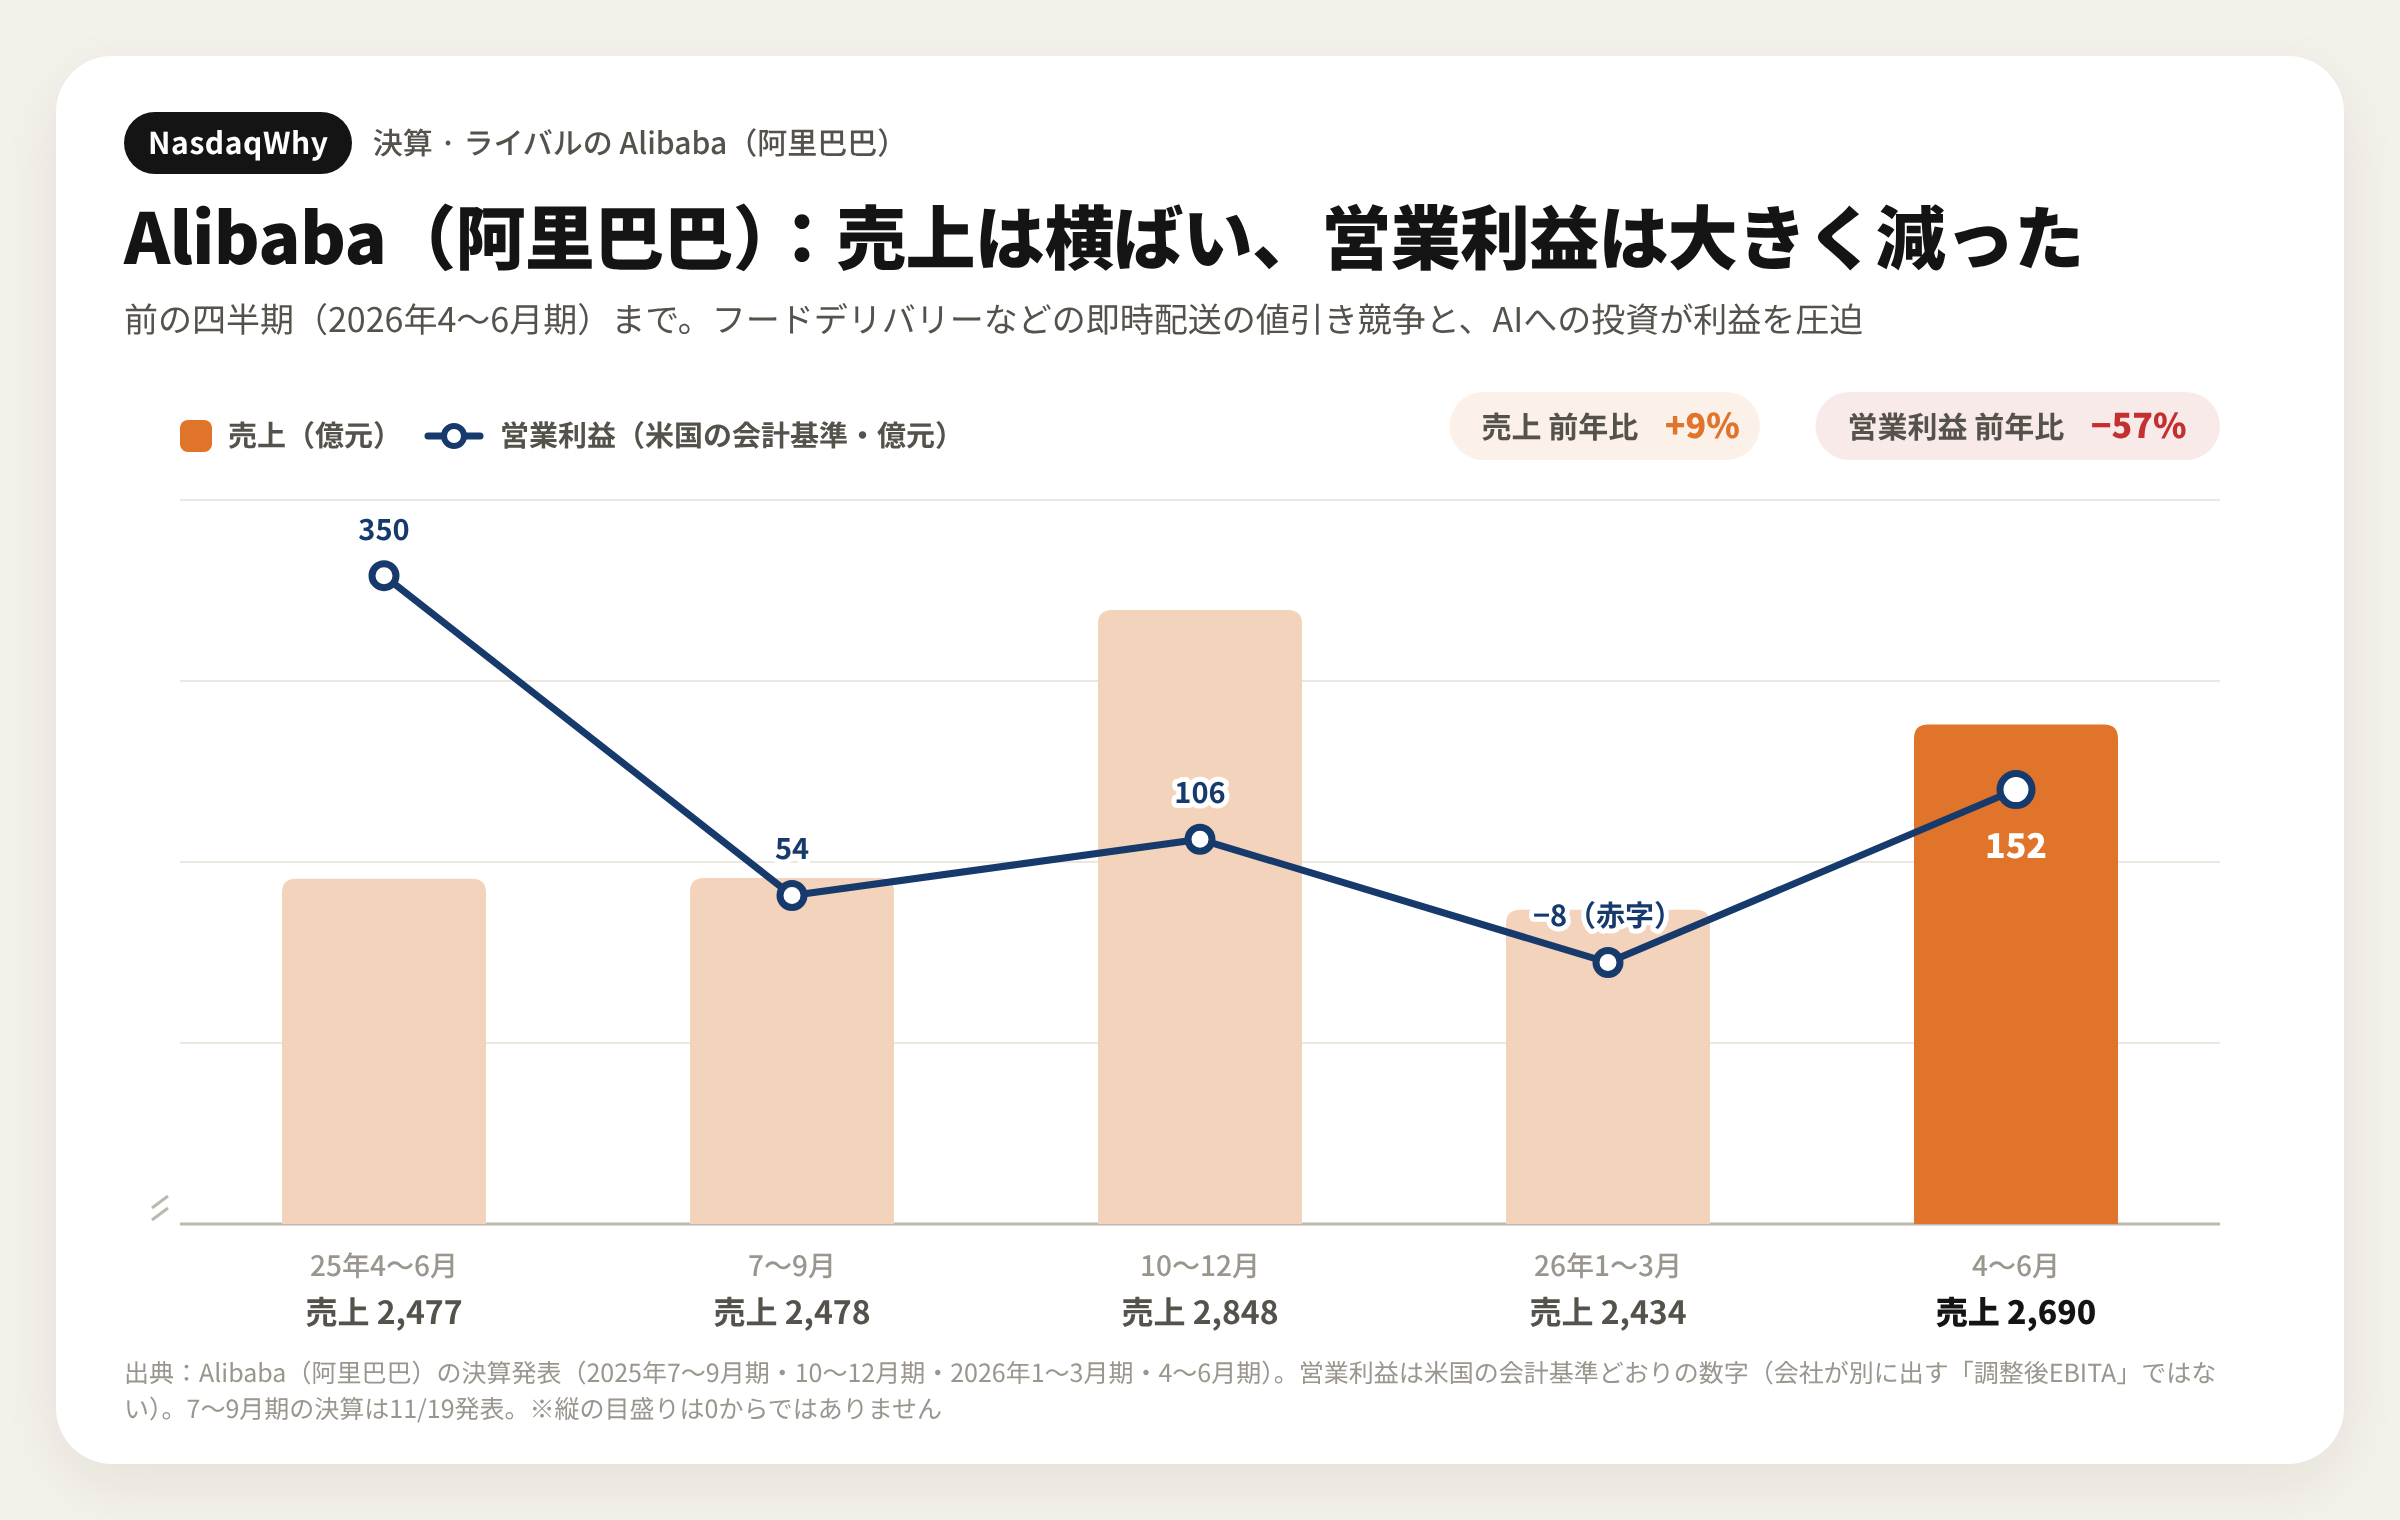 NasdaqWhy 決算・ライバルの Alibaba（阿里巴巴）
Alibaba（阿里巴巴）：売上は横ばい、営業利益は大きく減った
前の四半期（2026年4〜6月期）まで。フードデリバリーなどの即時配送の値引き競争と、AIへの投資が利益を圧迫
売上（億元） 営業利益（米国の会計基準・億元） 売上 前年比 +9% 営業利益 前年比 −57%
350
54
106
−8（赤字）
152
25年4〜6月 7〜9月 10〜12月 26年1〜3月 4〜6月
売上 2,477 売上 2,478 売上 2,848 売上 2,434 売上 2,690
出典：Alibaba（阿里巴巴）の決算発表（2025年7〜9月期・10〜12月期・2026年1〜3月期・4〜6月期）。営業利益は米国の会計基準どおりの数字（会社が別に出す「調整後EBITA」ではな
い）。7〜9月期の決算は11/19発表。※縦の目盛りは0からではありません